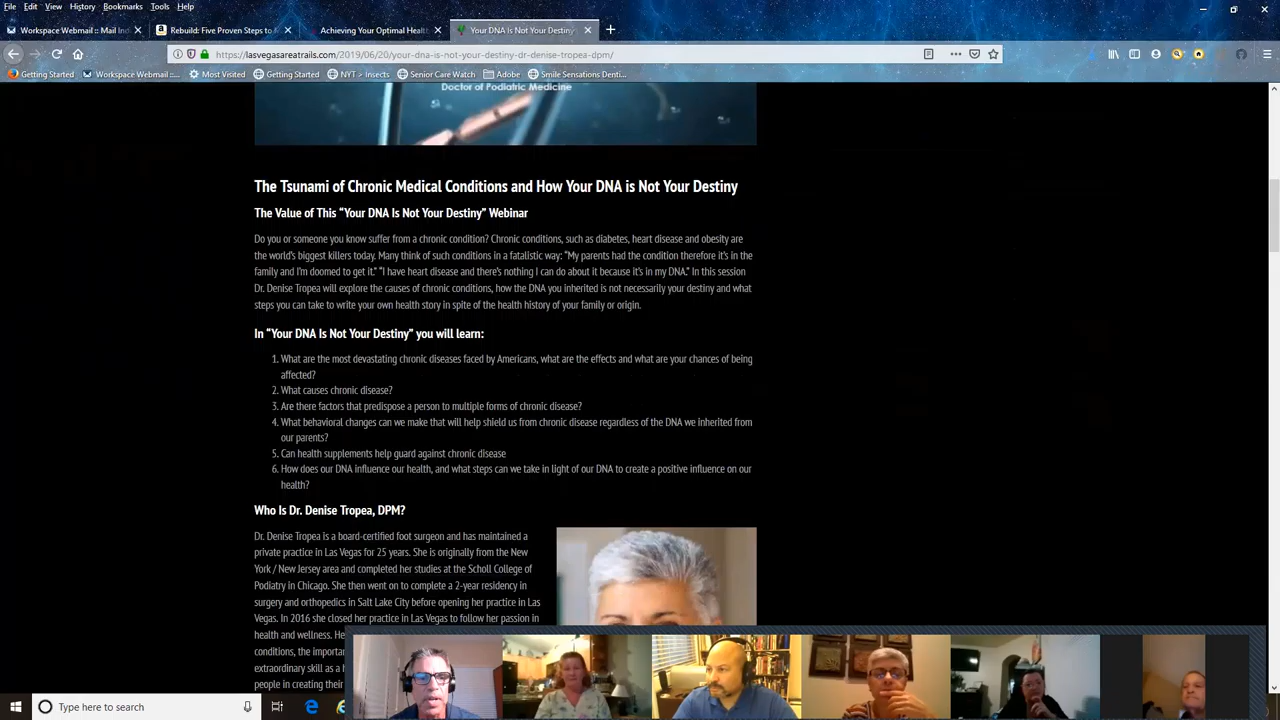 File Edit View History Bookmarks Tools Help
Workspace Webmail :: Mail Ind
Rebuild: Five Proven Steps to M
Achieving Your Optimal Health
Your DNA Is Not Your Destiny
https://lasvegasareatrails.com/2019/06/20/your-dna-is-not-your-destiny-dr-denise-tropea-dpm/
Getting Started Workspace Webmail ::... Most Visited Getting Started NYT > Insects Senior Care Watch Adobe Smile Sensations Denti...
Doctor of Podiatric Medicine
The Tsunami of Chronic Medical Conditions and How Your DNA is Not Your Destiny
The Value of This “Your DNA Is Not Your Destiny” Webinar
Do you or someone you know suffer from a chronic condition? Chronic conditions, such as diabetes, heart disease and obesity are
the world’s biggest killers today. Many think of such conditions in a fatalistic way: “My parents had the condition therefore it’s in the
family and I’m doomed to get it.” “I have heart disease and there’s nothing I can do about it because it’s in my DNA.” In this session
Dr. Denise Tropea will explore the causes of chronic conditions, how the DNA you inherited is not necessarily your destiny and what
steps you can take to write your own health story in spite of the health history of your family or origin.
In “Your DNA Is Not Your Destiny” you will learn:
1. What are the most devastating chronic diseases faced by Americans, what are the effects and what are your chances of being
affected?
2. What causes chronic disease?
3. Are there factors that predispose a person to multiple forms of chronic disease?
4. What behavioral changes can we make that will help shield us from chronic disease regardless of the DNA we inherited from
our parents?
5. Can health supplements help guard against chronic disease
6. How does our DNA influence our health, and what steps can we take in light of our DNA to create a positive influence on our
health?
Who Is Dr. Denise Tropea, DPM?
Dr. Denise Tropea is a board-certified foot surgeon and has maintained a
private practice in Las Vegas for 25 years. She is originally from the New
York / New Jersey area and completed her studies at the Scholl College of
Podiatry in Chicago. She then went on to complete a 2-year residency in
surgery and orthopedics in Salt Lake City before opening her practice in Las
Vegas. In 2016 she closed her practice in Las Vegas to follow her passion in
health and wellness. He
conditions, the importan
extraordinary skill as a h
people in creating their
Type here to search